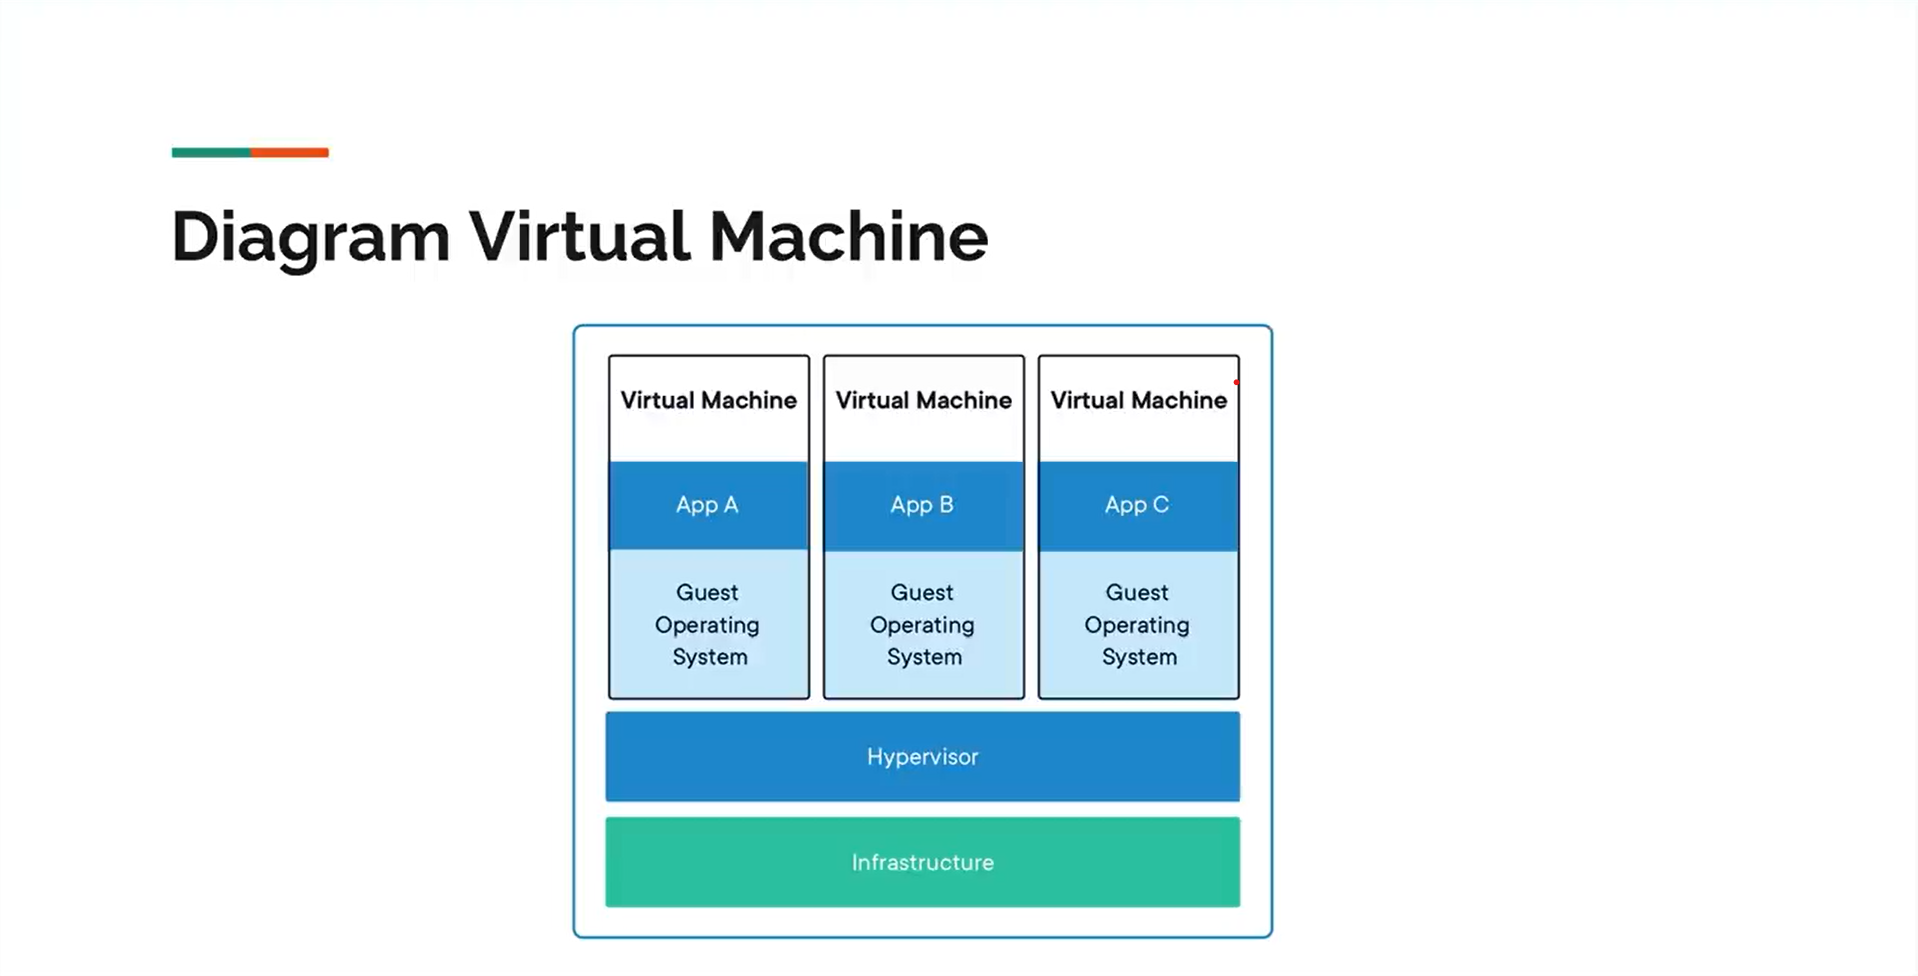 Diagram Virtual Machine
Virtual Machine
App A
Guest
Operating
System
Virtual Machine
App B
Guest
Operating
System
Virtual Machine
App C
Guest
Operating
System
Hypervisor
Infrastructure